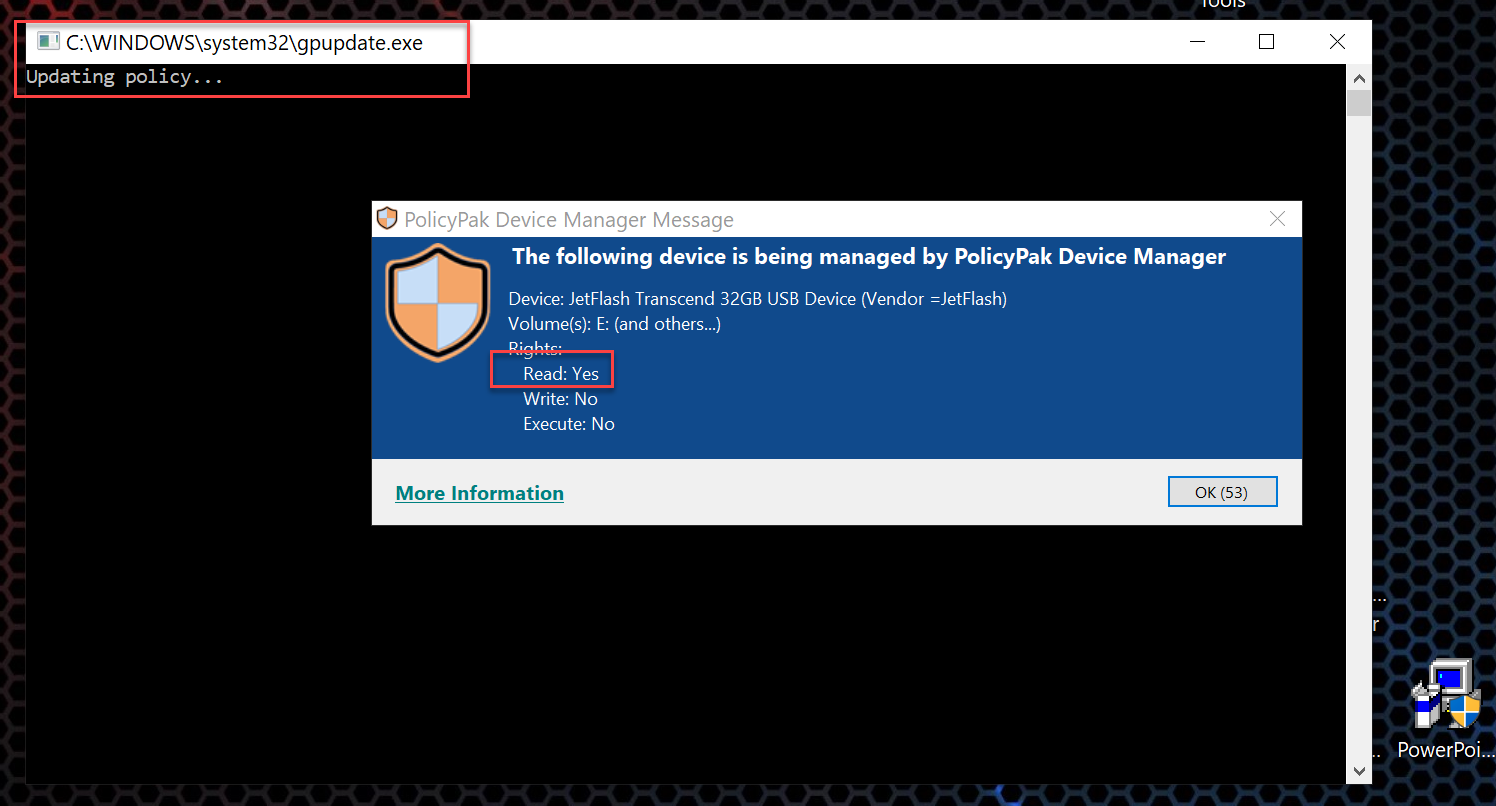 Tools
C:\WINDOWS\system32\gpupdate.exe
Updating policy...
PolicyPak Device Manager Message
The following device is being managed by PolicyPak Device Manager
Device: JetFlash Transcend 32GB USB Device (Vendor =JetFlash)
Volume(s): E: (and others...)
Rights:
Read: Yes
Write: No
Execute: No
More Information
OK (53)
...
r
... PowerPoi...